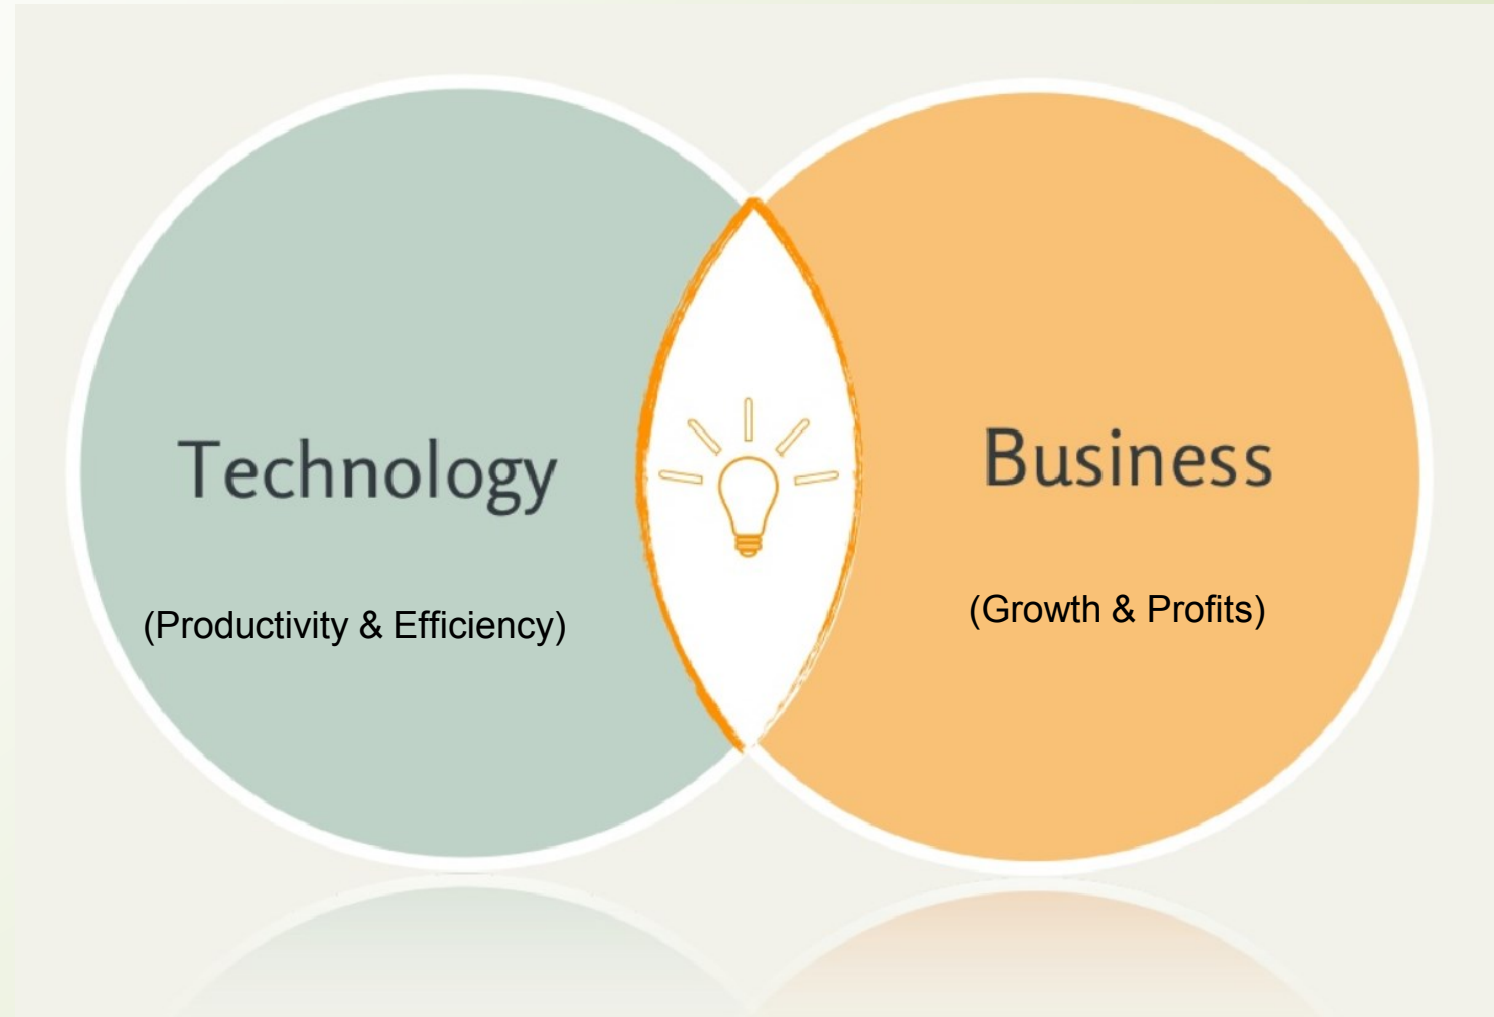 Technology
(Productivity & Efficiency)
Business
(Growth & Profits)